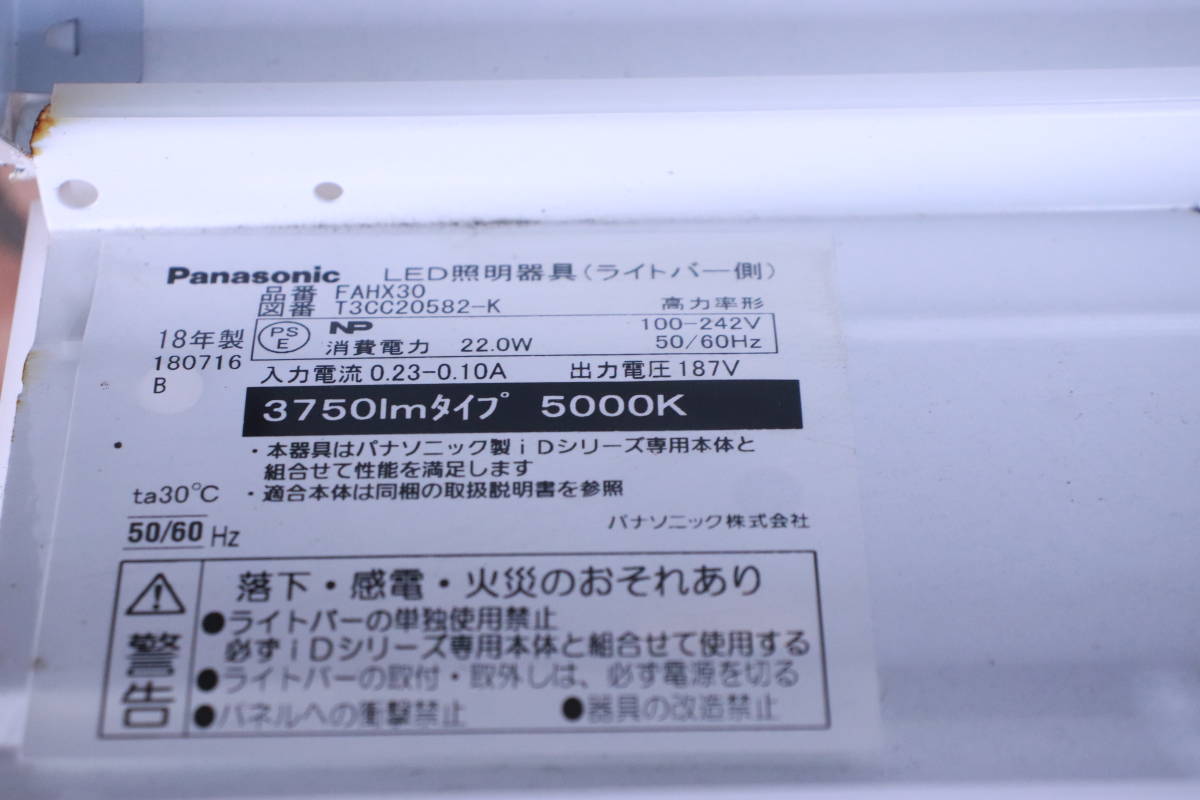 Panasonic LED照明器具(ライトバー側)
品番 FAHX30
図番 T3CC20582-K 高力率形
18年製 PS E NP 100-242V
180716 消費電力 22.0W 50/60Hz
B 入力電流 0.23-0.10A 出力電圧 187V
3750lmタイプ 5000K
・本器具はパナソニック製iDシリーズ専用本体と
組合せて性能を満足します
ta30℃ ・適合本体は同梱の取扱説明書を参照
50/60 Hz パナソニック株式会社
警告 落下・感電・火災のおそれあり
●ライトバーの単独使用禁止
必ずiDシリーズ専用本体と組合せて使用する
●ライトバーの取付・取外しは、必ず電源を切る
●パネルへの衝撃禁止 ●器具の改造禁止